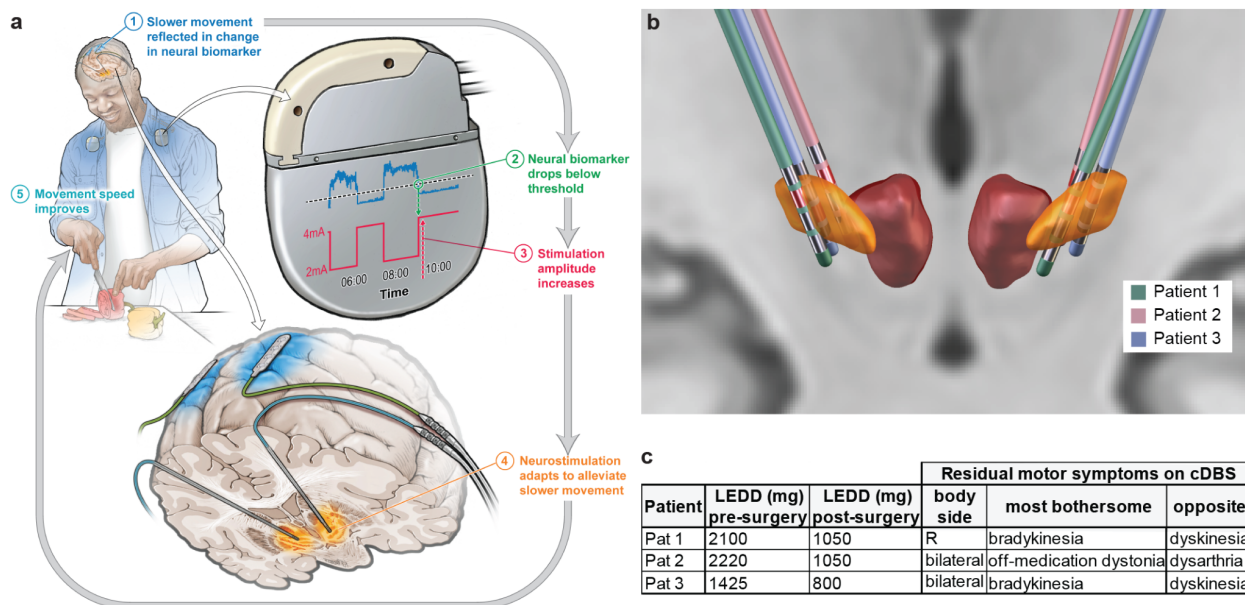 a
1 Slower movement
reflected in change
in neural biomarker
2 Neural biomarker
drops below
threshold
5 Movement speed
improves
4mA
2mA
06:00 08:00 10:00
Time
3 Stimulation
amplitude
increases
4 Neurostimulation
adapts to alleviate
slower movement
b
Patient 1
Patient 2
Patient 3
c
Residual motor symptoms on cDBS
Patient LEDD (mg) pre-surgery LEDD (mg) post-surgery body side most bothersome opposite
Pat 1 2100 1050 R bradykinesia dyskinesia
Pat 2 2220 1050 bilateral off-medication dystonia dysarthria
Pat 3 1425 800 bilateral bradykinesia dyskinesia